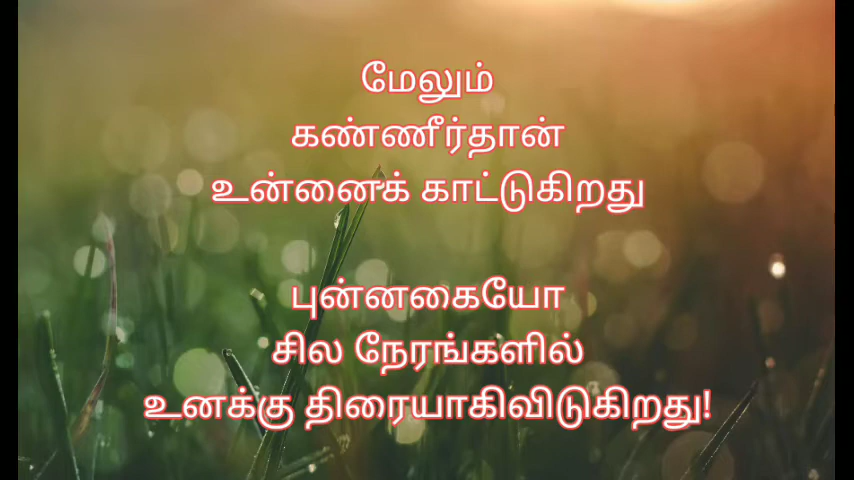 மேலும்
கண்ணீர்தான்
உன்னைக் காட்டுகிறது
புன்னகையோ
சில நேரங்களில்
உனக்கு திரையாகிவிடுகிறது!